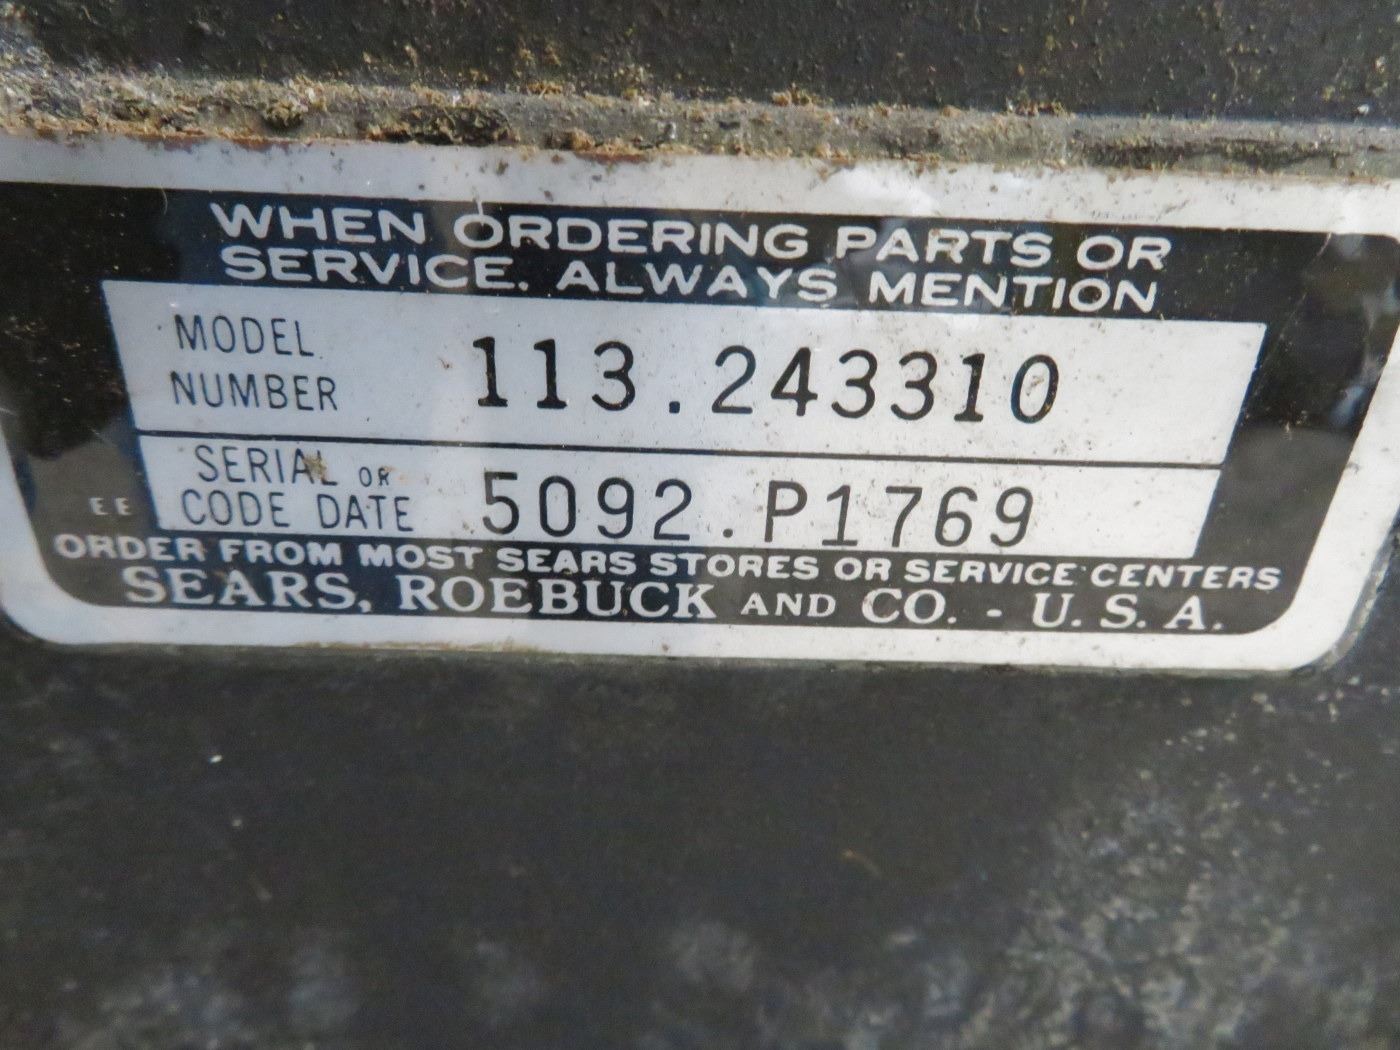 WHEN ORDERING PARTS OR
SERVICE. ALWAYS MENTION
MODEL
NUMBER 113.243310
SERIAL OR
CODE DATE 5092.P1769
EE
ORDER FROM MOST SEARS STORES OR SERVICE CENTERS
SEARS, ROEBUCK AND CO. - U. S. A.